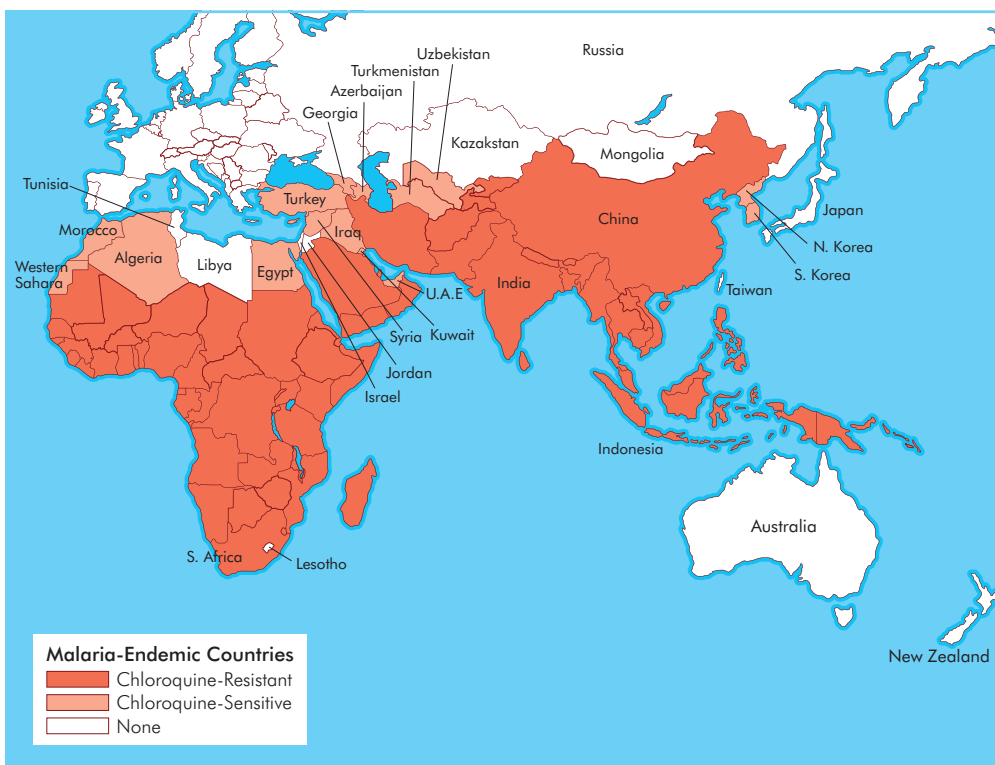 Russia
Uzbekistan
Turkmenistan
Azerbaijan
Georgia
Kazakstan
Mongolia
Tunisia
Turkey
China
Japan
Morocco
Iraq
N. Korea
Algeria
Libya
Egypt
S. Korea
Western
Sahara
India
U.A.E
Taiwan
Kuwait
Syria
Jordan
Israel
Indonesia
Australia
S. Africa
Lesotho
New Zealand
Malaria-Endemic Countries
Chloroquine-Resistant
Chloroquine-Sensitive
None